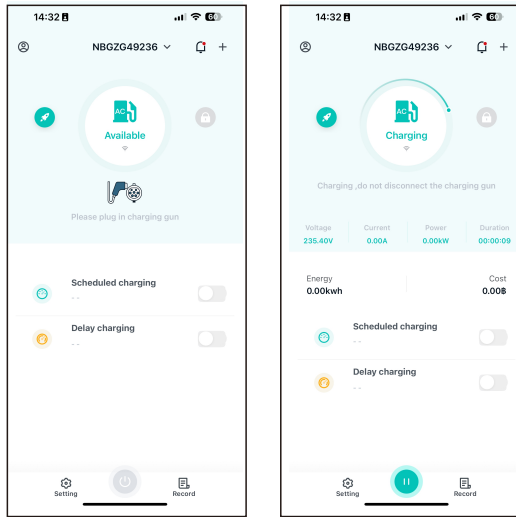 14:32
60
NBGZG49236
AC
Available
Please plug in charging gun
Scheduled charging
--
Delay charging
--
Setting
Record
14:32
60
NBGZG49236
AC
Charging
Charging ,do not disconnect the charging gun
Voltage Current Power Duration
235.40V 0.00A 0.00kW 00:00:09
Energy Cost
0.00kwh 0.00฿
Scheduled charging
--
Delay charging
--
Setting
Record